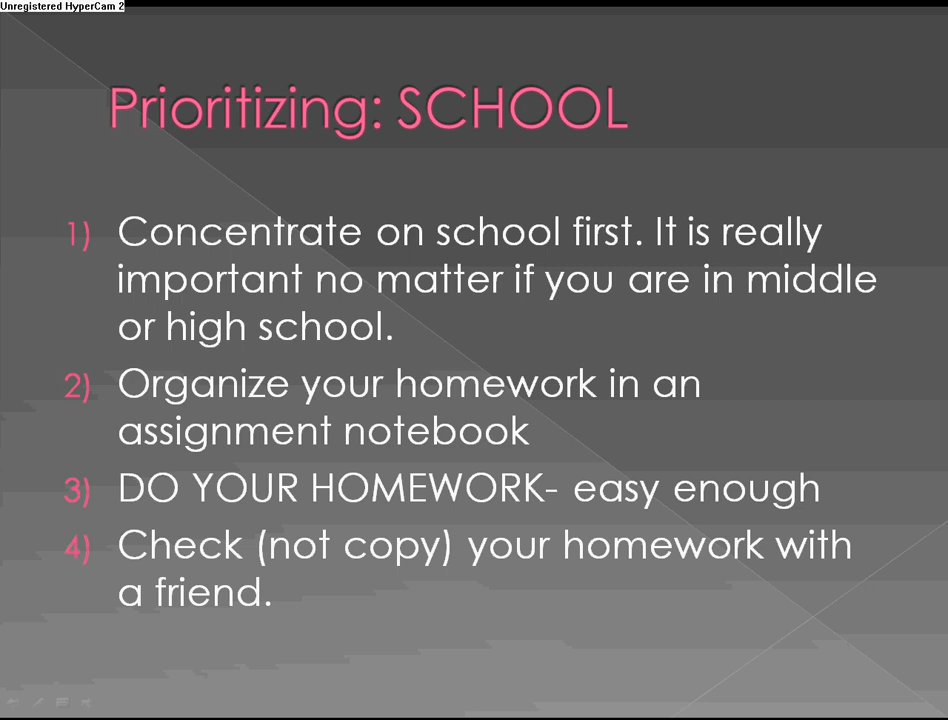 Unregistered HyperCam 2
Prioritizing: SCHOOL
1) Concentrate on school first. It is really
important no matter if you are in middle
or high school.
2) Organize your homework in an
assignment notebook
3) DO YOUR HOMEWORK- easy enough
4) Check (not copy) your homework with
a friend.